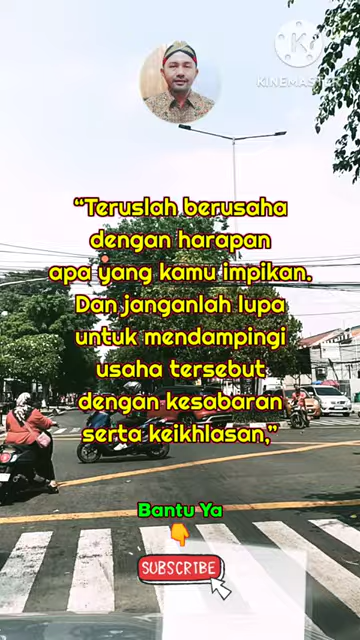 KINEMASTER
“Teruslah berusaha
dengan harapan
apa yang kamu impikan.
Dan janganlah lupa
untuk mendampingi
usaha tersebut
dengan kesabaran
serta keikhlasan,”
Bantu Ya
SUBSCRIBE